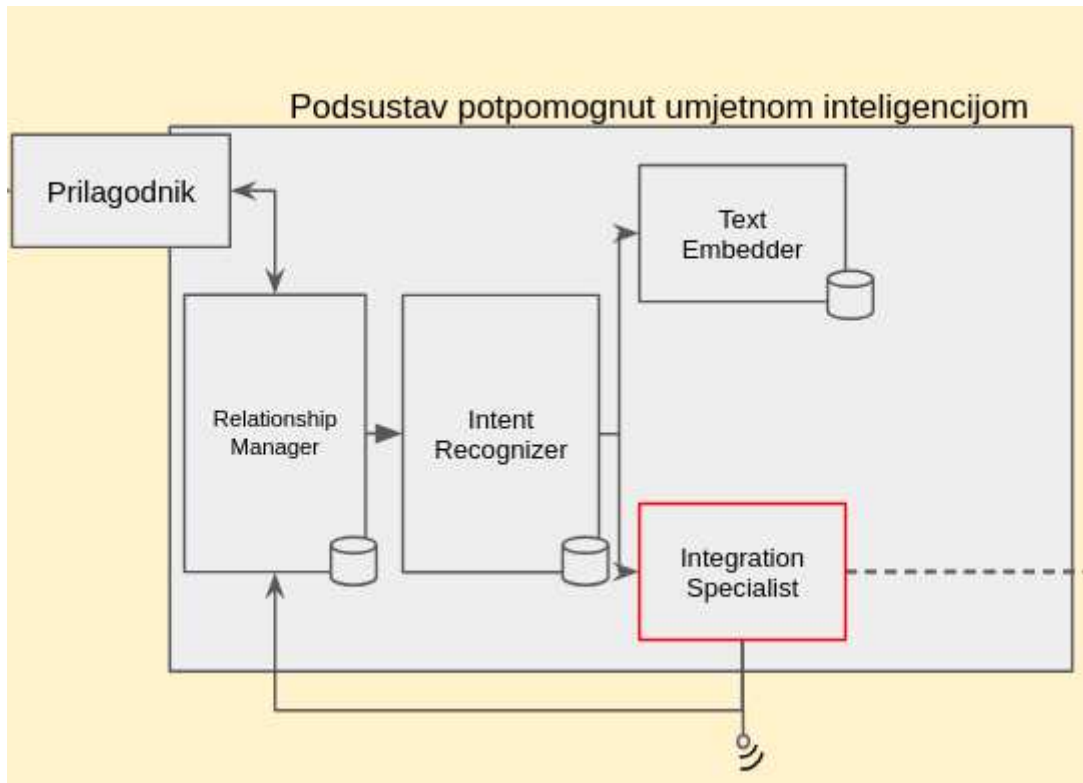 Podsustav potpomognut umjetnom inteligencijom
Prilagodnik
Text
Embedder
Relationship
Manager
Intent
Recognizer
Integration
Specialist